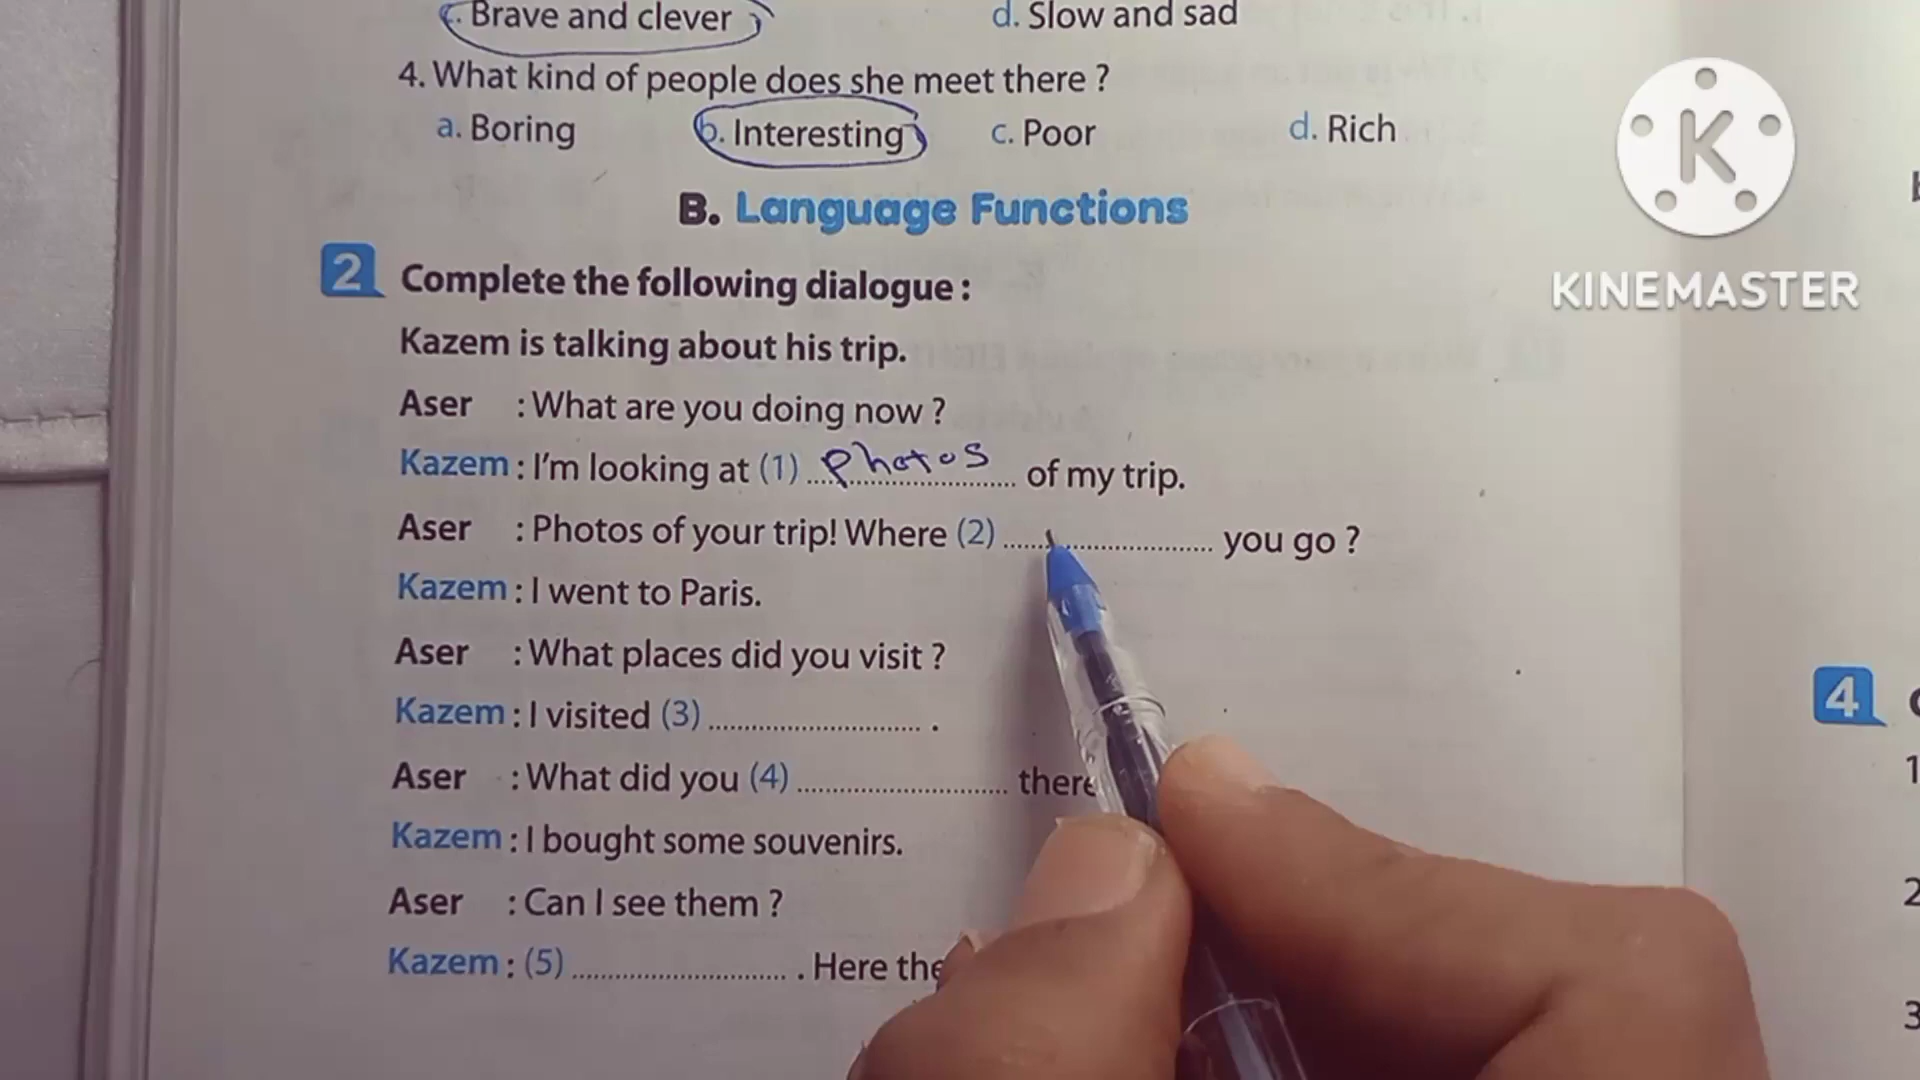 c. Brave and clever d. Slow and sad
4. What kind of people does she meet there ?
a. Boring b. Interesting c. Poor d. Rich
K
KINEMASTER
B. Language Functions
2 Complete the following dialogue :
Kazem is talking about his trip.
Aser : What are you doing now ?
Kazem : I'm looking at (1) photos of my trip.
Aser : Photos of your trip! Where (2) .............................. you go ?
Kazem : I went to Paris.
Aser : What places did you visit ?
Kazem : I visited (3) .............................. .
Aser : What did you (4) .............................. there
Kazem : I bought some souvenirs.
Aser : Can I see them ?
Kazem : (5) .............................. . Here
4
1
2
3